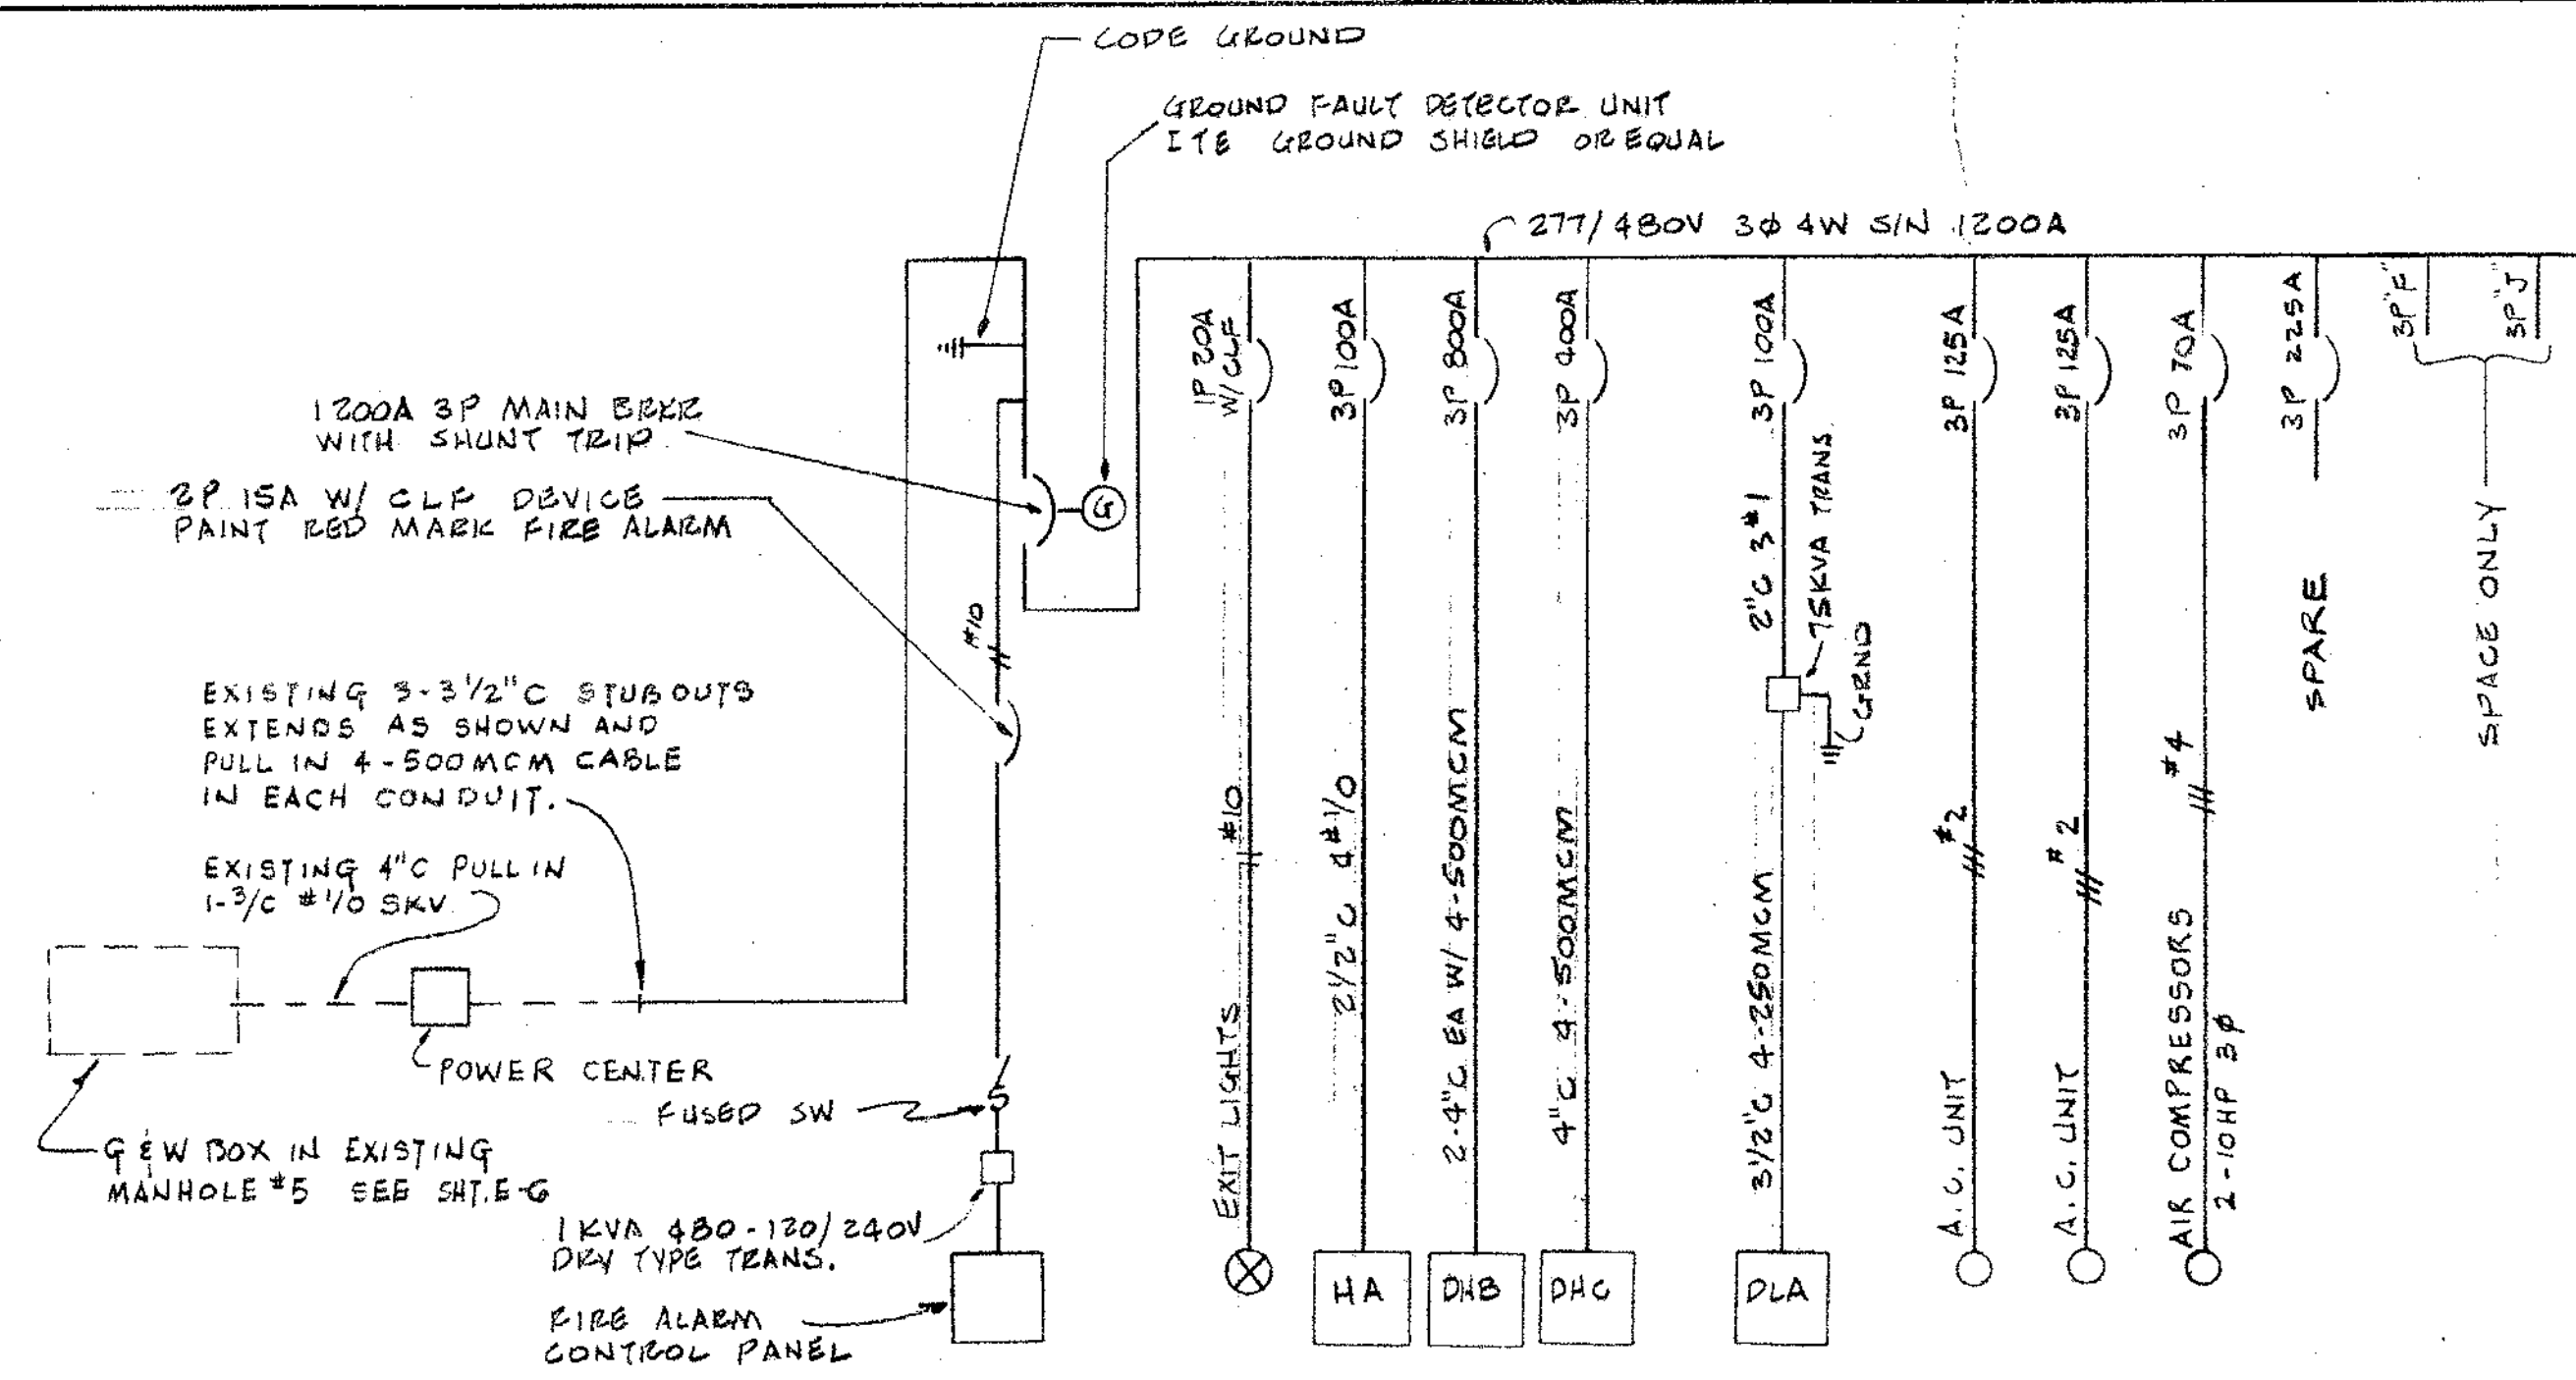 CODE GROUND
GROUND FAULT DETECTOR UNIT
ITE GROUND SHIELD OR EQUAL
277/480V 3φ 4W S/N 1200A
1200A 3P MAIN BRKR
WITH SHUNT TRIP
2P 15A W/ CLF DEVICE
PAINT RED MARK FIRE ALARM
G
#10
EXISTING 3-3 1/2"C STUBOUTS
EXTENDS AS SHOWN AND
PULL IN 4-500MCM CABLE
IN EACH CONDUIT.
EXISTING 4"C PULL IN
1-3/C #1/0 5KV
POWER CENTER
FUSED SW
G & W BOX IN EXISTING
MANHOLE #5 SEE SHT. E-6
1 KVA 480-120/240V
DRY TYPE TRANS.
FIRE ALARM
CONTROL PANEL
1P 20A
W/CLF
#10
EXIT LIGHTS
3P 100A
2 1/2"C 4#1/0
HA
3P 800A
2-4"C EA W/ 4-500MCM
DHB
3P 400A
4"C 4-500MCM
DHC
3P 100A
2"C 3#1
75KVA TRANS.
GRND
3 1/2"C 4-250MCM
DLA
3P 125A
#2
A.C. UNIT
3P 125A
#2
A.C. UNIT
3P 70A
#4
AIR COMPRESSORS
2-10HP 3φ
3P 225A
SPARE
3P "F"
3P "J"
SPACE ONLY